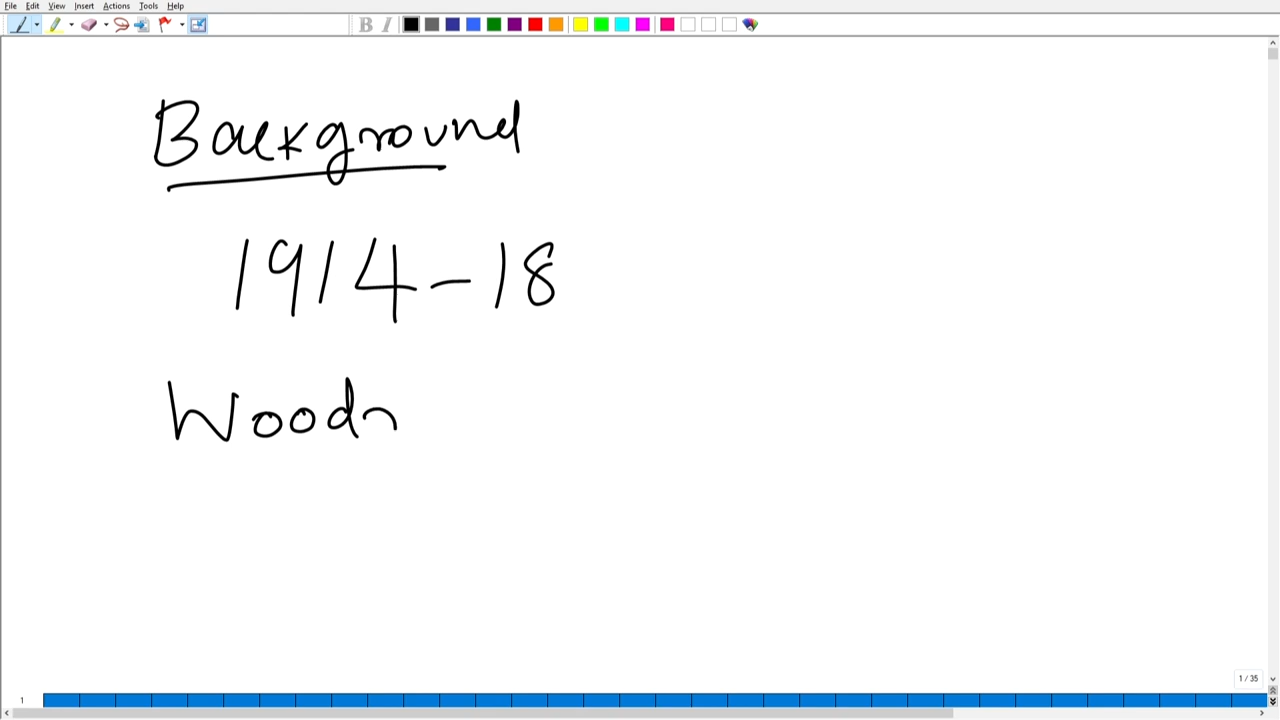 File Edit View Insert Actions Tools Help
B I
Background
1914-18
Woodr
1 / 35
1